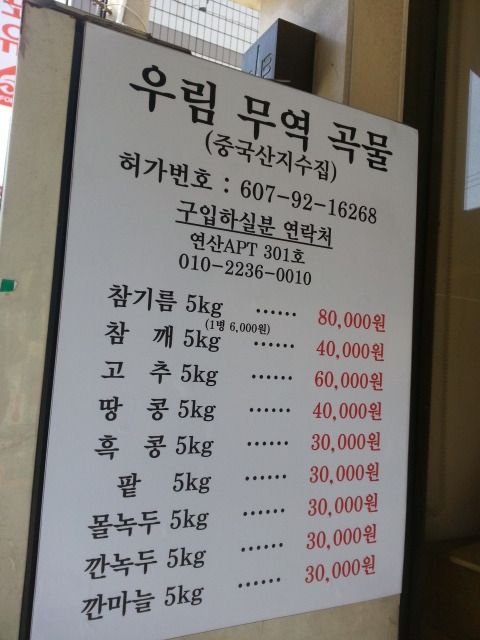 우림 무역 곡물
(중국산지수집)
허가번호 : 607-92-16268
구입하실분 연락처
연산APT 301호
010-2236-0010
참기름 5kg ...... 80,000원
(1병 6,000원)
참 깨 5kg ...... 40,000원
고 추 5kg ...... 60,000원
땅 콩 5kg ...... 40,000원
흑 콩 5kg ...... 30,000원
팥 5kg ...... 30,000원
몰녹두 5kg ...... 30,000원
깐녹두 5kg ...... 30,000원
깐마늘 5kg ...... 30,000원